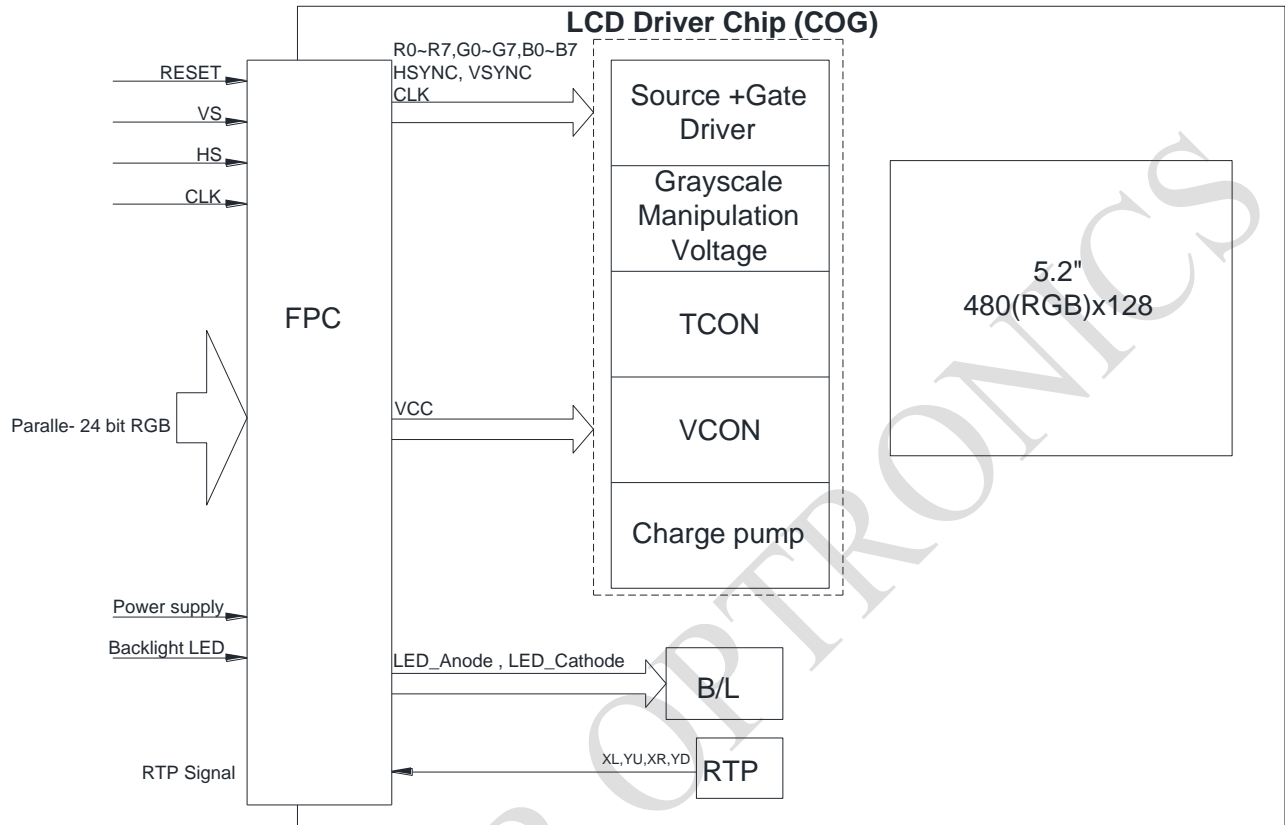 LCD Driver Chip (COG)
R0~R7,G0~G7,B0~B7
HSYNC, VSYNC
CLK
RESET
VS
HS
CLK
FPC
Paralle- 24 bit RGB
VCC
Source +Gate
Driver
Grayscale
Manipulation
Voltage
TCON
VCON
Charge pump
5.2"
480(RGB)x128
Power supply
Backlight LED
LED_Anode , LED_Cathode
B/L
RTP Signal
XL,YU,XR,YD
RTP
OPTRONICS